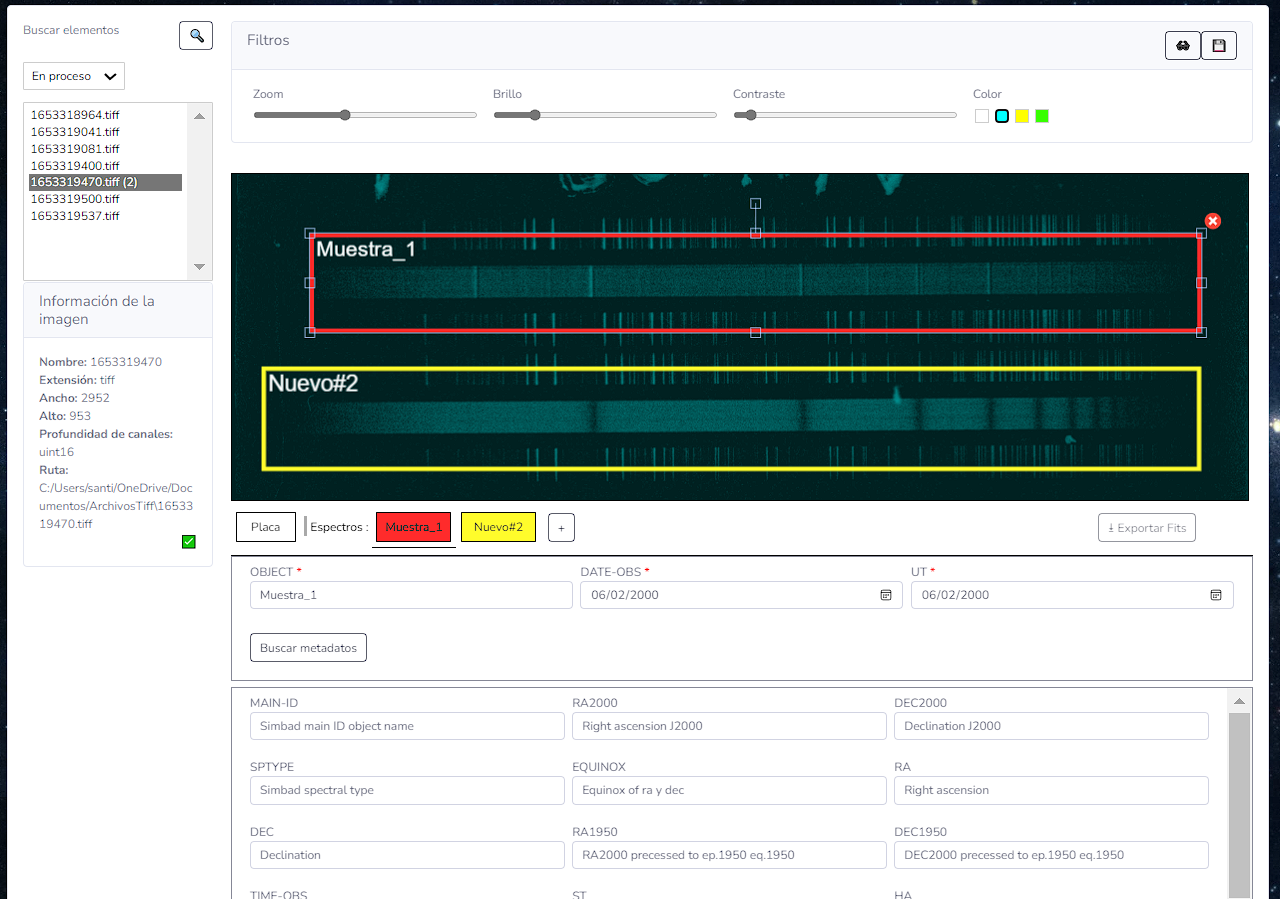 Buscar elementos
En proceso
1653318964.tiff
1653319041.tiff
1653319081.tiff
1653319400.tiff
1653319470.tiff (2)
1653319500.tiff
1653319537.tiff
Información de la
imagen
Nombre: 1653319470
Extensión: tiff
Ancho: 2952
Alto: 953
Profundidad de canales:
uint16
Ruta:
C:/Users/santi/OneDrive/Doc
umentos/ArchivosTiff\16533
19470.tiff
Filtros
Zoom Brillo Contraste Color
Muestra_1
Nuevo#2
Placa Espectros : Muestra_1 Nuevo#2 + Exportar Fits
OBJECT * DATE-OBS * UT *
Muestra_1 06/02/2000 06/02/2000
Buscar metadatos
MAIN-ID RA2000 DEC2000
Simbad main ID object name Right ascension J2000 Declination J2000
SPTYPE EQUINOX RA
Simbad spectral type Equinox of ra y dec Right ascension
DEC RA1950 DEC1950
Declination RA2000 precessed to ep.1950 eq.1950 DEC2000 precessed to ep.1950 eq.1950
TIME-OBS ST HA